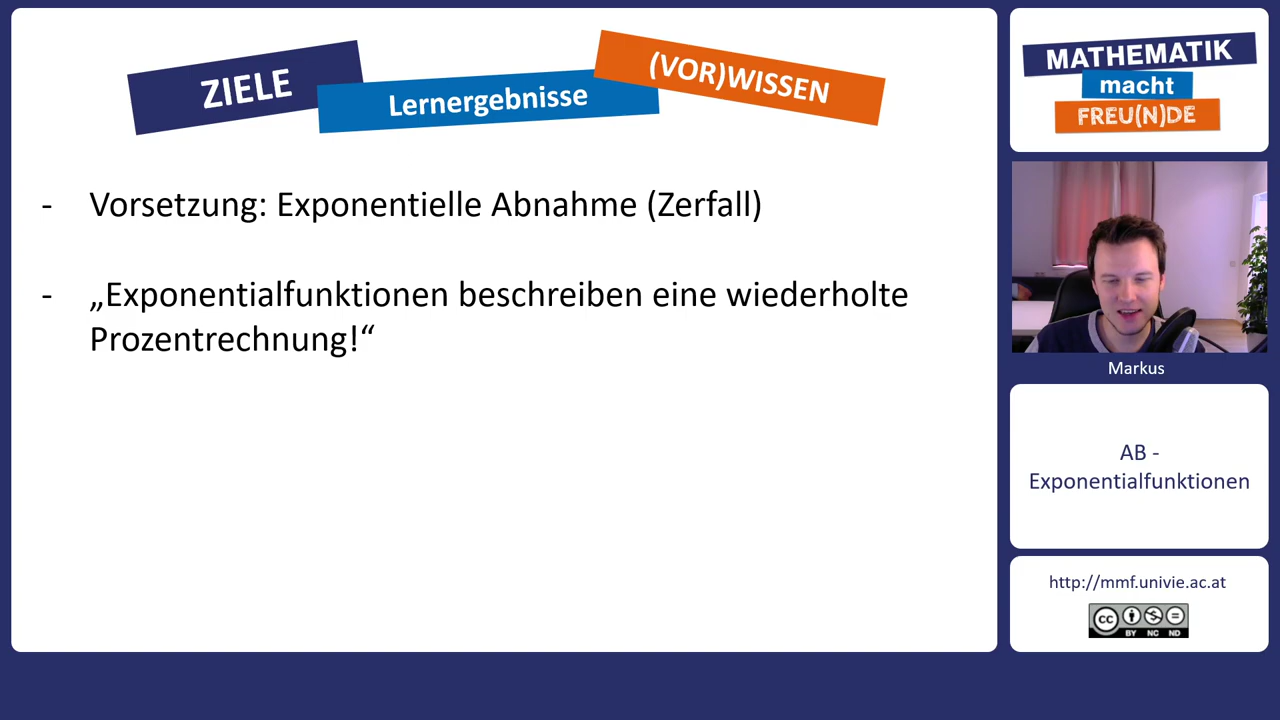 ZIELE
Lernergebnisse
(VOR)WISSEN
- Vorsetzung: Exponentielle Abnahme (Zerfall)
- „Exponentialfunktionen beschreiben eine wiederholte
Prozentrechnung!“
MATHEMATIK
macht
FREU(N)DE
Markus
AB -
Exponentialfunktionen
http://mmf.univie.ac.at
cc
BY NC ND